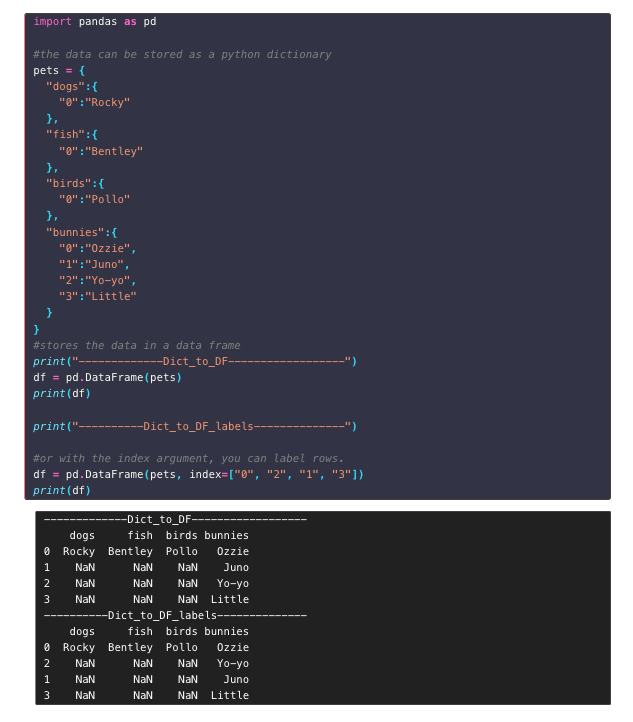 import pandas as pd
#the data can be stored as a python dictionary
pets = {
  "dogs":{
    "0":"Rocky"
  },
  "fish":{
    "0":"Bentley"
  },
  "birds":{
    "0":"Pollo"
  },
  "bunnies":{
    "0":"Ozzie",
    "1":"Juno",
    "2":"Yo-yo",
    "3":"Little"
  }
}
#stores the data in a data frame
print("-------------Dict_to_DF------------------")
df = pd.DataFrame(pets)
print(df)
print("----------Dict_to_DF_labels--------------")
#or with the index argument, you can label rows.
df = pd.DataFrame(pets, index=["0", "2", "1", "3"])
print(df)
-------------Dict_to_DF------------------
    dogs     fish  birds bunnies
0  Rocky  Bentley  Pollo   Ozzie
1    NaN      NaN    NaN    Juno
2    NaN      NaN    NaN   Yo-yo
3    NaN      NaN    NaN  Little
----------Dict_to_DF_labels--------------
    dogs     fish  birds bunnies
0  Rocky  Bentley  Pollo   Ozzie
2    NaN      NaN    NaN   Yo-yo
1    NaN      NaN    NaN    Juno
3    NaN      NaN    NaN  Little